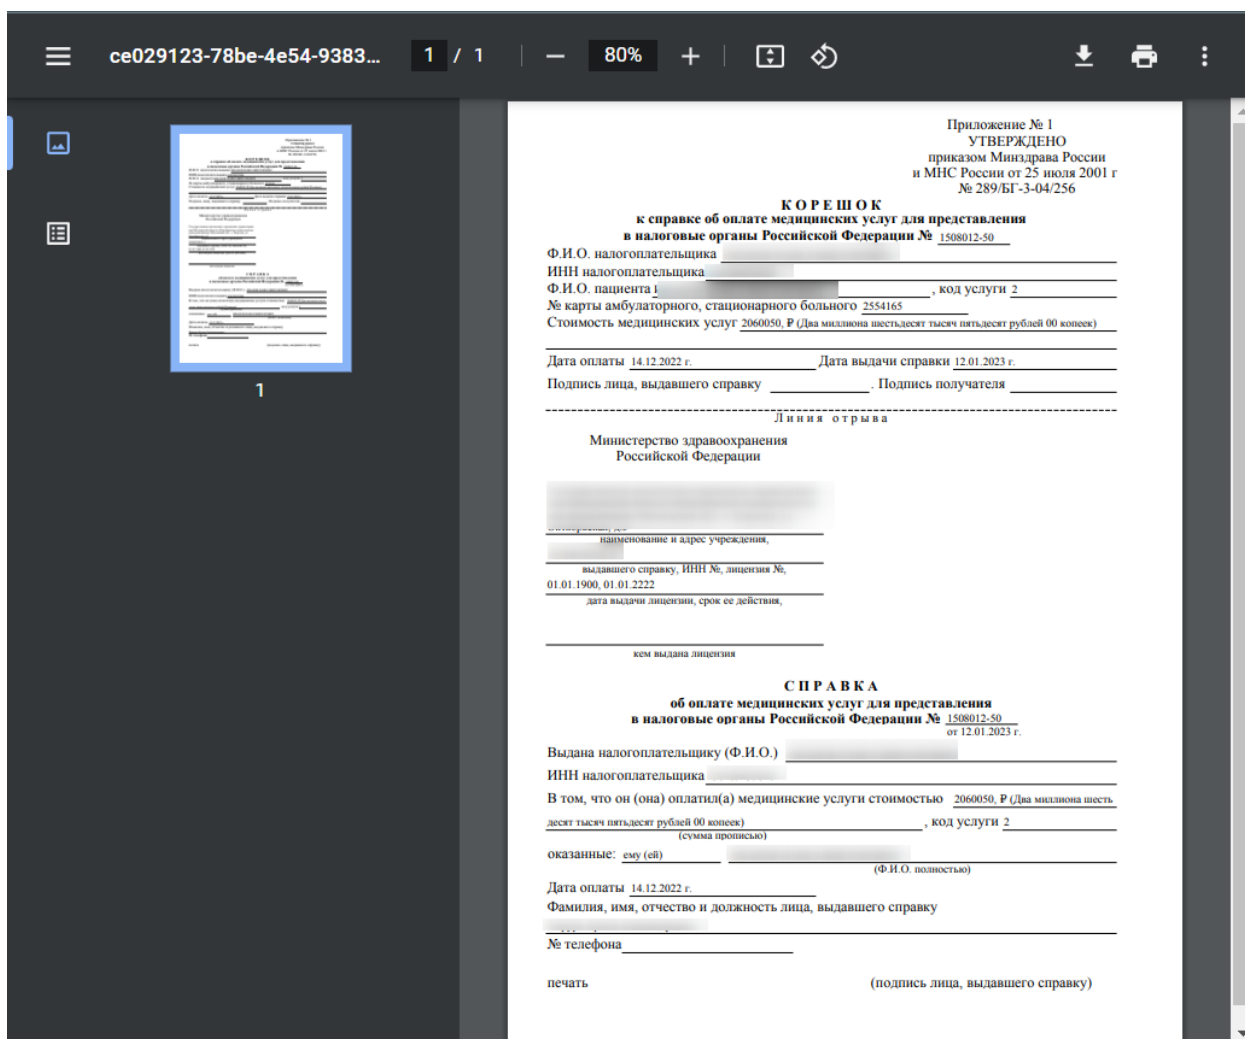 ce029123-78be-4e54-9383...
1 / 1
80%
1
Приложение № 1
УТВЕРЖДЕНО
приказом Минздрава России
и МНС России от 25 июля 2001 г
№ 289/БГ-3-04/256
КОРЕШОК
к справке об оплате медицинских услуг для представления
в налоговые органы Российской Федерации № 1508012-50
Ф.И.О. налогоплательщика
ИНН налогоплательщика
Ф.И.О. пациента , код услуги 2
№ карты амбулаторного, стационарного больного 2554165
Стоимость медицинских услуг 2060050, ₽ (Два миллиона шестьдесят тысяч пятьдесят рублей 00 копеек)
Дата оплаты 14.12.2022 г. Дата выдачи справки 12.01.2023 г.
Подпись лица, выдавшего справку . Подпись получателя
Линия отрыва
Министерство здравоохранения
Российской Федерации
наименование и адрес учреждения,
выдавшего справку, ИНН №, лицензия №,
01.01.1900, 01.01.2222
дата выдачи лицензии, срок ее действия,
кем выдана лицензия
СПРАВКА
об оплате медицинских услуг для представления
в налоговые органы Российской Федерации № 1508012-50
от 12.01.2023 г.
Выдана налогоплательщику (Ф.И.О.)
ИНН налогоплательщика
В том, что он (она) оплатил(а) медицинские услуги стоимостью 2060050, ₽ (Два миллиона шесть
десят тысяч пятьдесят рублей 00 копеек) , код услуги 2
(сумма прописью)
оказанные: ему (ей)
(Ф.И.О. полностью)
Дата оплаты 14.12.2022 г.
Фамилия, имя, отчество и должность лица, выдавшего справку
№ телефона
печать (подпись лица, выдавшего справку)